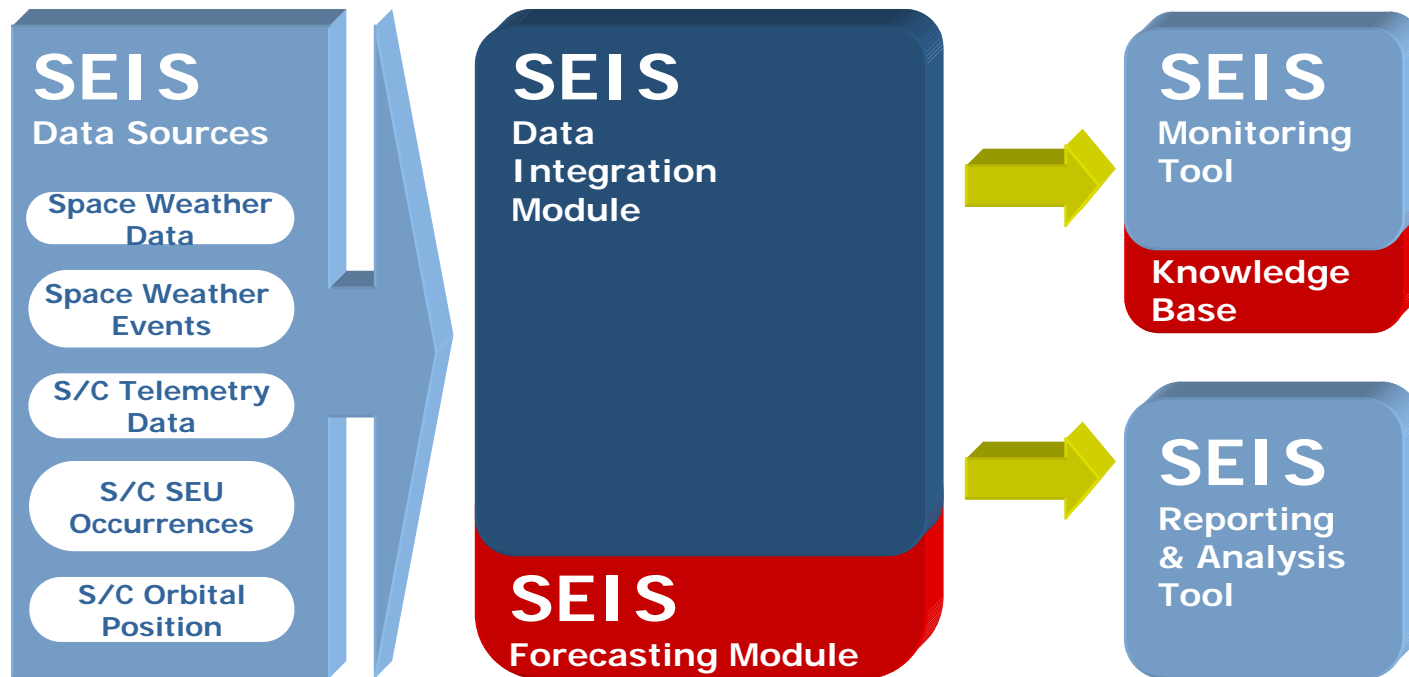 SEIS
Data Sources
Space Weather
Data
Space Weather
Events
S/C Telemetry
Data
S/C SEU
Occurrences
S/C Orbital
Position
SEIS
Data
Integration
Module
SEIS
Forecasting Module
SEIS
Monitoring
Tool
Knowledge
Base
SEIS
Reporting
& Analysis
Tool